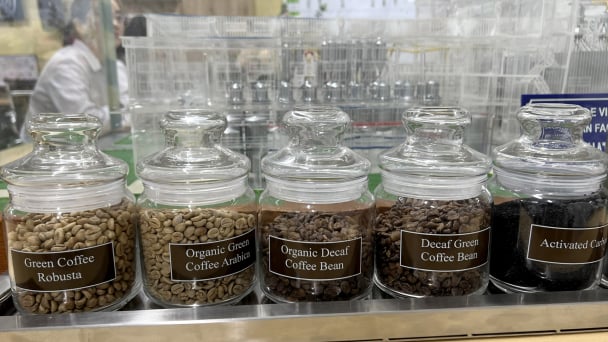 Green Coffee
Robusta
Organic Green
Coffee Arabica
Organic Decaf
Coffee Bean
Decaf Green
Coffee Bean
Activated